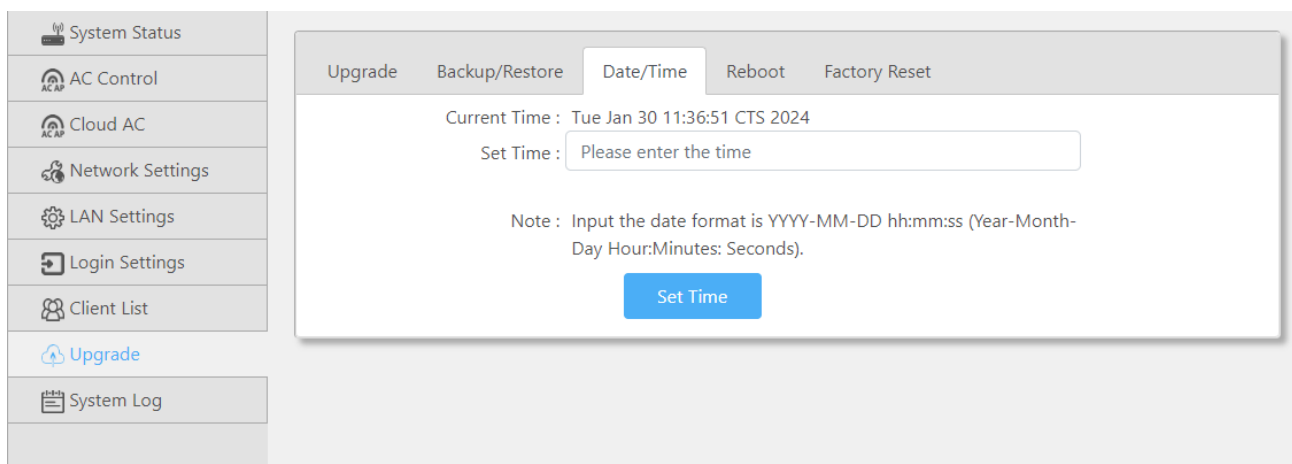 System Status
AC Control
Cloud AC
Network Settings
LAN Settings
Login Settings
Client List
Upgrade
System Log
Upgrade Backup/Restore Date/Time Reboot Factory Reset
Current Time : Tue Jan 30 11:36:51 CTS 2024
Set Time : Please enter the time
Note : Input the date format is YYYY-MM-DD hh:mm:ss (Year-Month-
Day Hour:Minutes: Seconds).
Set Time